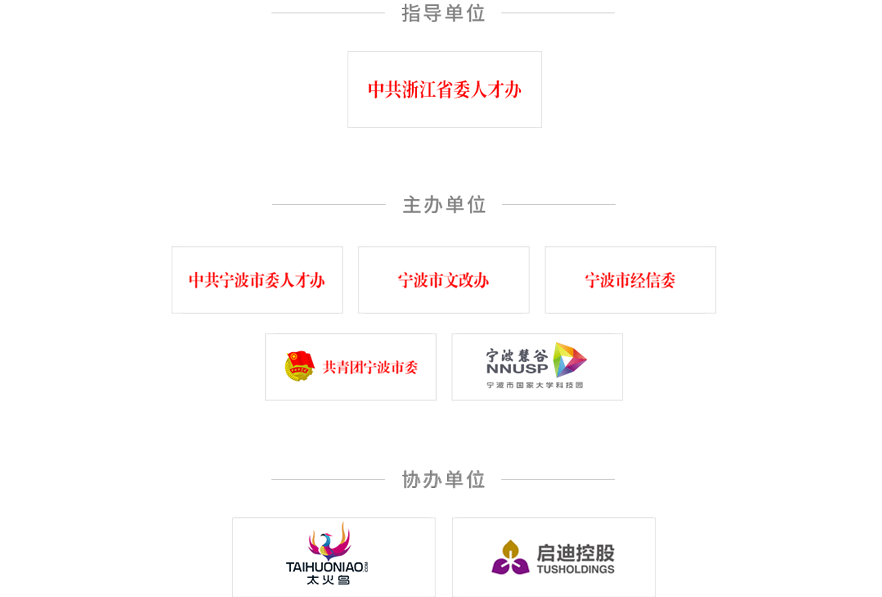 指导单位
中共浙江省委人才办
主办单位
中共宁波市委人才办
宁波市文改办
宁波市经信委
共青团宁波市委
宁波慧谷
NNUSP
宁波市国家大学科技园
协办单位
TAIHUONIAO.COM
太火鸟
启迪控股
TUSHOLDINGS